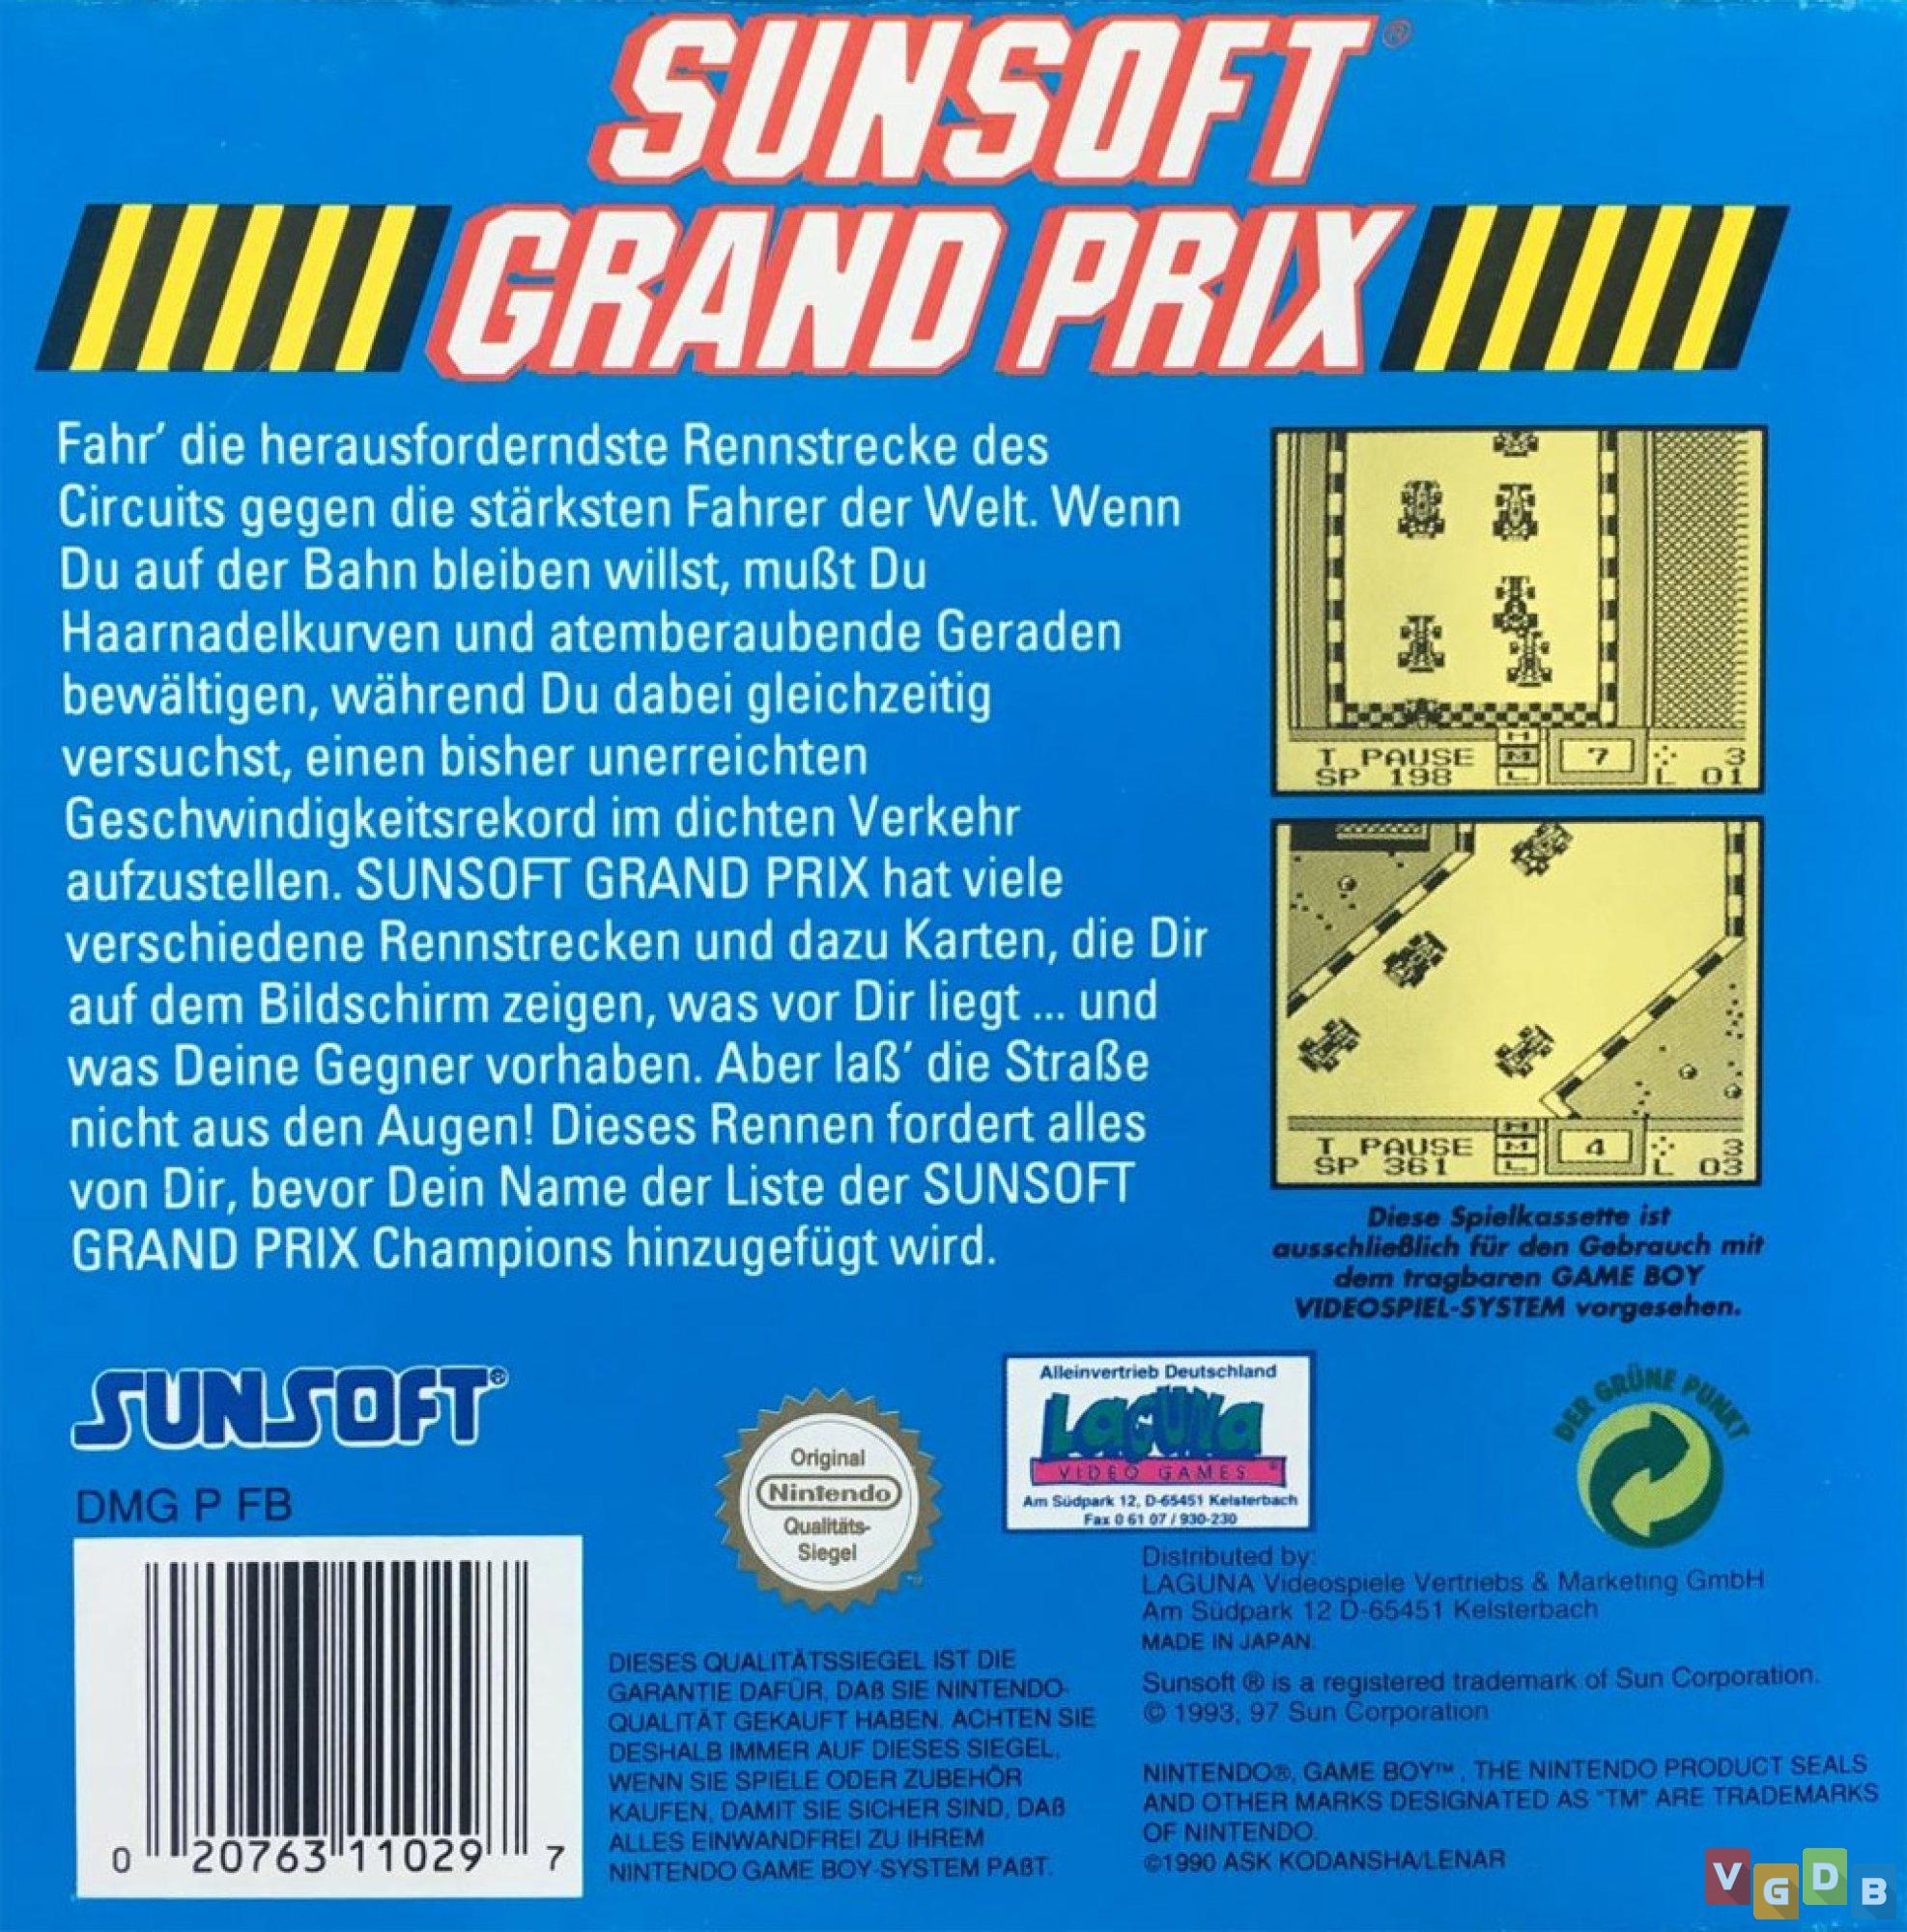 SUNSOFT®
GRAND PRIX
Fahr’ die herausforderndste Rennstrecke des
Circuits gegen die stärksten Fahrer der Welt. Wenn
Du auf der Bahn bleiben willst, mußt Du
Haarnadelkurven und atemberaubende Geraden
bewältigen, während Du dabei gleichzeitig
versuchst, einen bisher unerreichten
Geschwindigkeitsrekord im dichten Verkehr
aufzustellen. SUNSOFT GRAND PRIX hat viele
verschiedene Rennstrecken und dazu Karten, die Dir
auf dem Bildschirm zeigen, was vor Dir liegt ... und
was Deine Gegner vorhaben. Aber laß’ die Straße
nicht aus den Augen! Dieses Rennen fordert alles
von Dir, bevor Dein Name der Liste der SUNSOFT
GRAND PRIX Champions hinzugefügt wird.
H
T PAUSE M 7 3
SP 198 L L 01
H
T PAUSE M 4 3
SP 361 L L 03
Diese Spielkassette ist
ausschließlich für den Gebrauch mit
dem tragbaren GAME BOY
VIDEOSPIEL-SYSTEM vorgesehen.
SUNSOFT®
DMG P FB
0 20763 11029 7
Original
Nintendo
Qualitäts-
Siegel
TM
Alleinvertrieb Deutschland
Laguna
VIDEO GAMES ®
Am Südpark 12, D-65451 Kelsterbach
Fax 0 61 07 / 930-230
DER GRÜNE PUNKT
DIESES QUALITÄTSSIEGEL IST DIE
GARANTIE DAFÜR, DAß SIE NINTENDO-
QUALITÄT GEKAUFT HABEN. ACHTEN SIE
DESHALB IMMER AUF DIESES SIEGEL,
WENN SIE SPIELE ODER ZUBEHÖR
KAUFEN, DAMIT SIE SICHER SIND, DAß
ALLES EINWANDFREI ZU IHREM
NINTENDO GAME BOY-SYSTEM PAßT.
Distributed by:
LAGUNA Videospiele Vertriebs & Marketing GmbH
Am Südpark 12 D-65451 Kelsterbach
MADE IN JAPAN.
Sunsoft ® is a registered trademark of Sun Corporation.
© 1993, 97 Sun Corporation
NINTENDO®, GAME BOY™, THE NINTENDO PRODUCT SEALS
AND OTHER MARKS DESIGNATED AS "TM" ARE TRADEMARKS
OF NINTENDO.
©1990 ASK KODANSHA/LENAR
VGDB